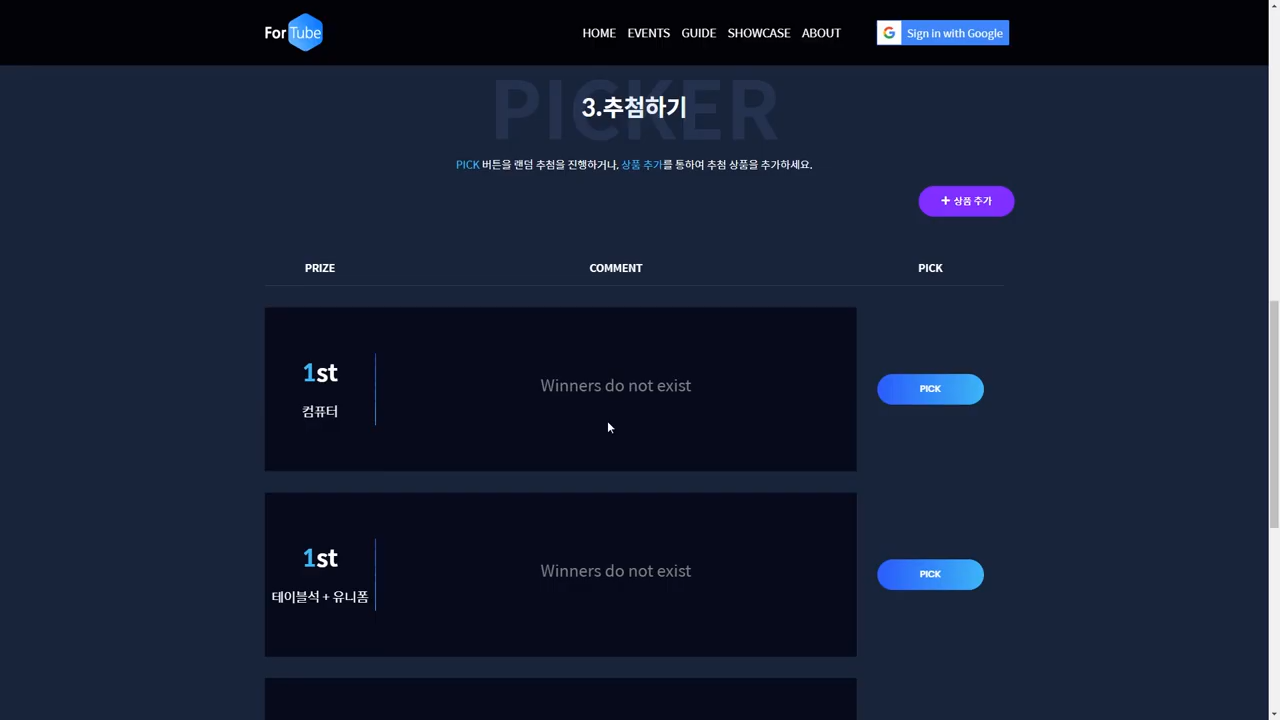 ForTube
HOME EVENTS GUIDE SHOWCASE ABOUT
Sign in with Google
PICKER
3.추첨하기
PICK 버튼을 랜덤 추첨을 진행하거나, 상품 추가를 통하여 추첨 상품을 추가하세요.
+ 상품 추가
PRIZE COMMENT PICK
1st
컴퓨터
Winners do not exist
PICK
1st
테이블석 + 유니폼
Winners do not exist
PICK